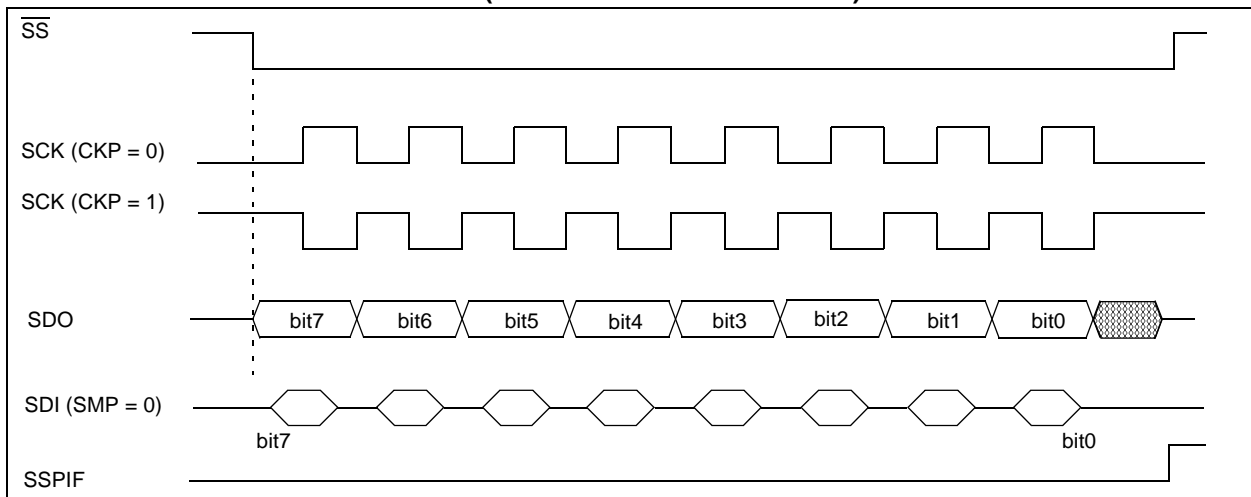 SS
SCK (CKP = 0)
SCK (CKP = 1)
SDO
bit7 bit6 bit5 bit4 bit3 bit2 bit1 bit0
SDI (SMP = 0)
bit7 bit0
SSPIF